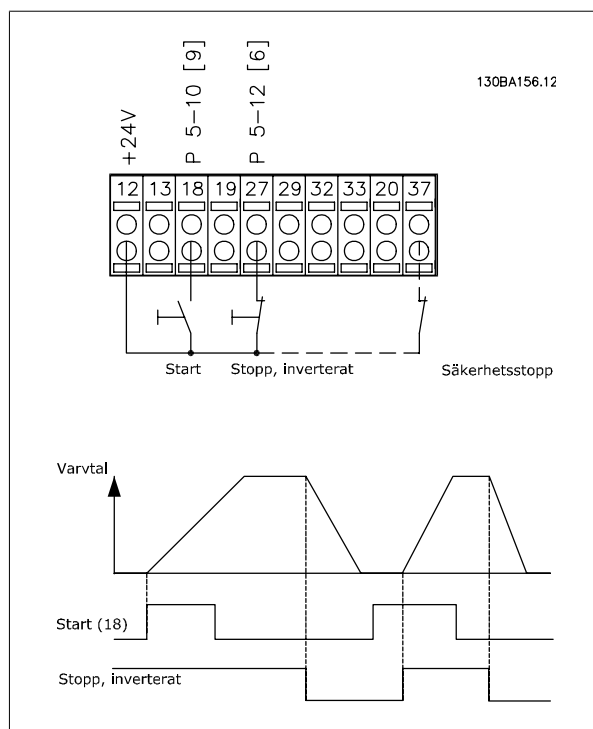 130BA156.12
+24V
P 5-10 [9]
P 5-12 [6]
12 13 18 19 27 29 32 33 20 37
Start Stopp, inverterat Säkerhetsstopp
Varvtal
Start (18)
Stopp, inverterat